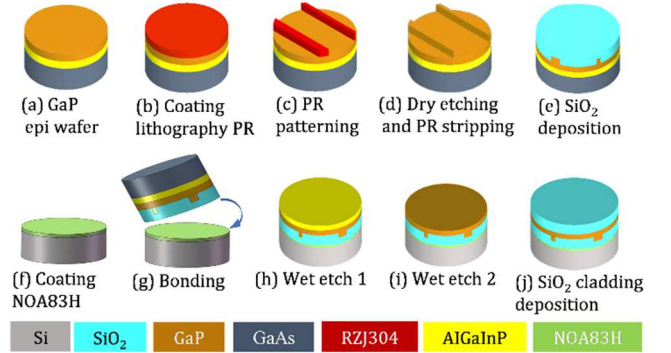 (a) GaP
epi wafer
(b) Coating
lithography PR
(c) PR
patterning
(d) Dry etching
and PR stripping
(e) SiO₂
deposition
(f) Coating
NOA83H
(g) Bonding
(h) Wet etch 1
(i) Wet etch 2
(j) SiO₂ cladding
deposition
Si
SiO₂
GaP
GaAs
RZJ304
AlGaInP
NOA83H